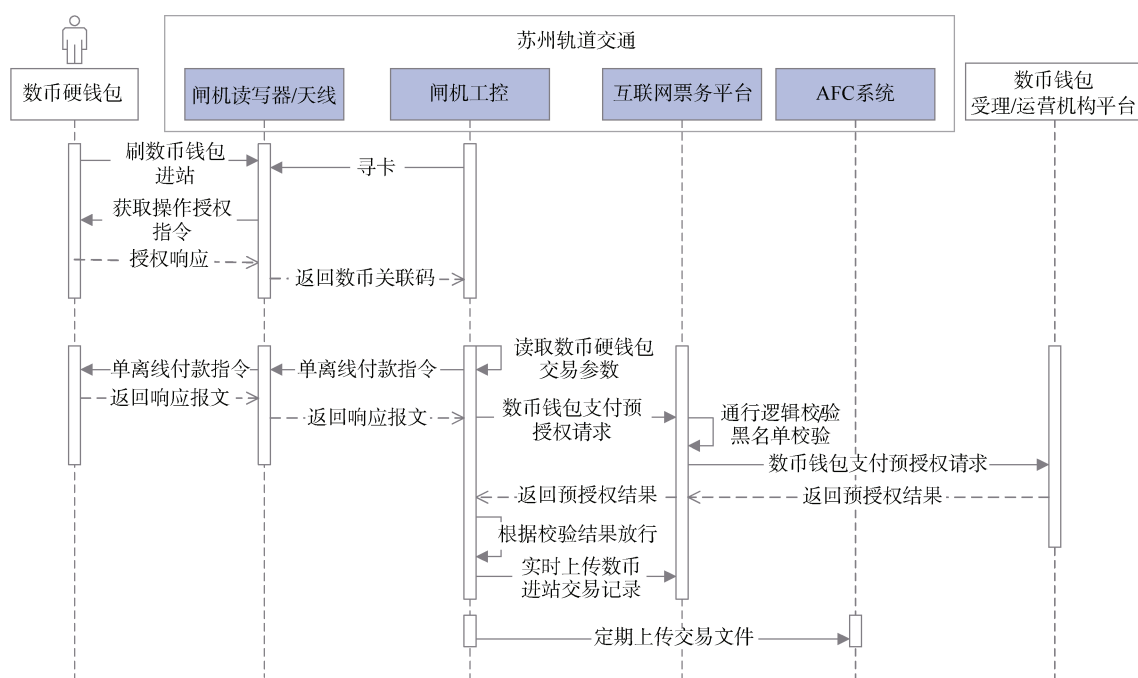 苏州轨道交通
数币硬钱包
闸机读写器/天线
闸机工控
互联网票务平台
AFC系统
数币钱包
受理/运营机构平台
刷数币钱包
进站
寻卡
获取操作授权
指令
授权响应
返回数币关联码
读取数币硬钱包
交易参数
单离线付款指令
单离线付款指令
返回响应报文
返回响应报文
数币钱包支付预
授权请求
通行逻辑校验
黑名单校验
数币钱包支付预授权请求
返回预授权结果
返回预授权结果
根据校验结果放行
实时上传数币
进站交易记录
定期上传交易文件